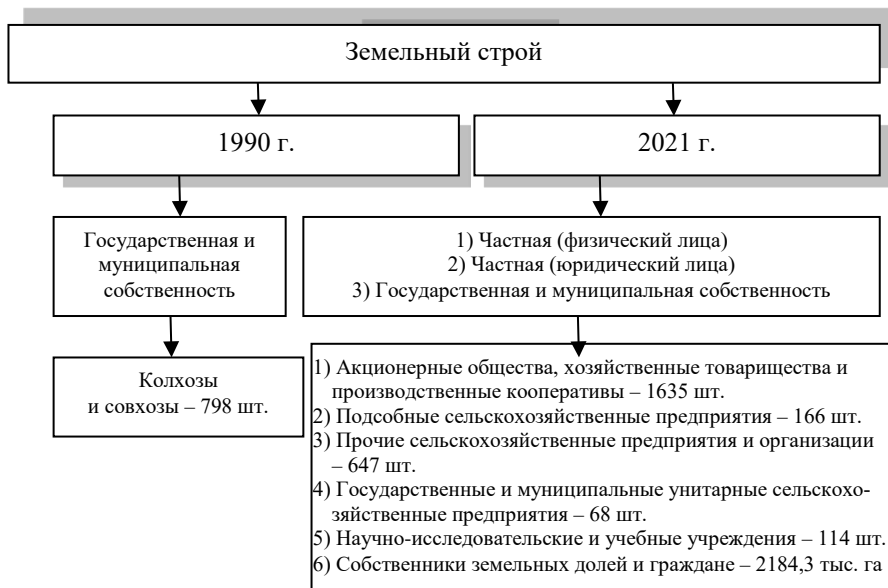 Земельный строй
1990 г.
2021 г.
Государственная и
муниципальная
собственность
1) Частная (физический лица)
2) Частная (юридический лица)
3) Государственная и муниципальная собственность
Колхозы
и совхозы – 798 шт.
1) Акционерные общества, хозяйственные товарищества и
производственные кооперативы – 1635 шт.
2) Подсобные сельскохозяйственные предприятия – 166 шт.
3) Прочие сельскохозяйственные предприятия и организации
– 647 шт.
4) Государственные и муниципальные унитарные сельскохо-
зяйственные предприятия – 68 шт.
5) Научно-исследовательские и учебные учреждения – 114 шт.
6) Собственники земельных долей и граждане – 2184,3 тыс. га